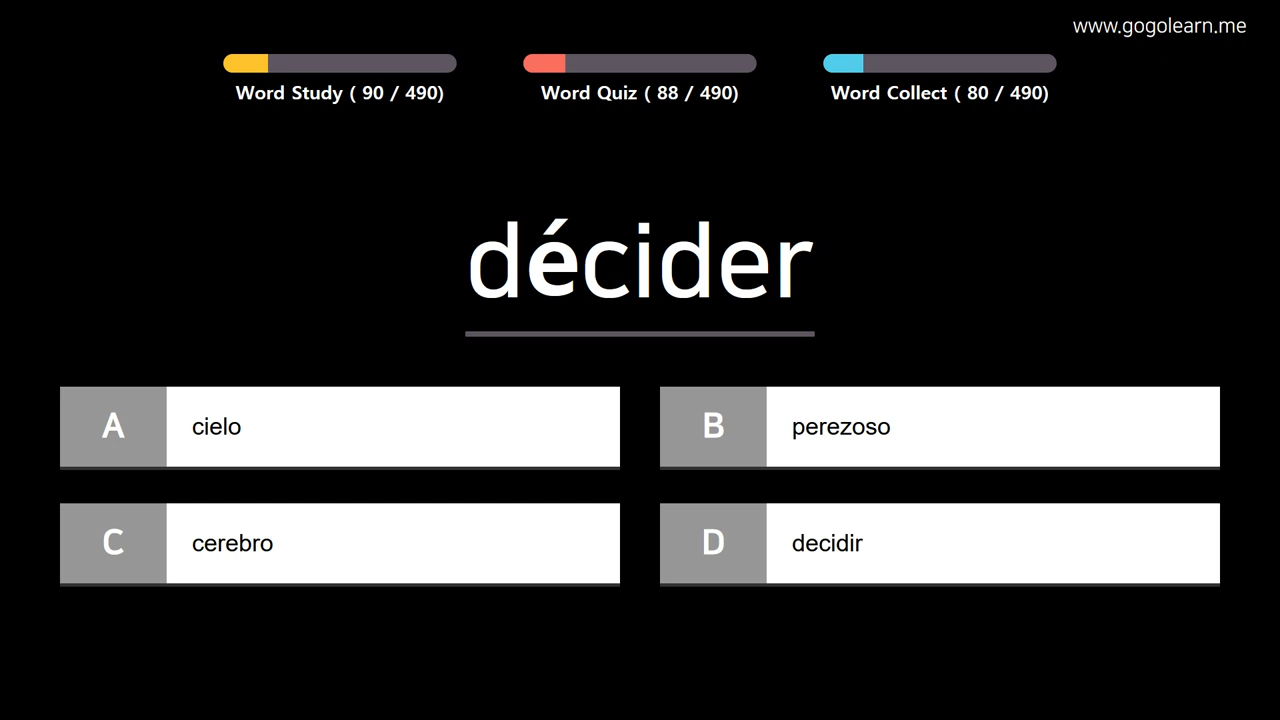 www.gogolearn.me
Word Study ( 90 / 490)
Word Quiz ( 88 / 490)
Word Collect ( 80 / 490)
décider
A cielo
B perezoso
C cerebro
D decidir